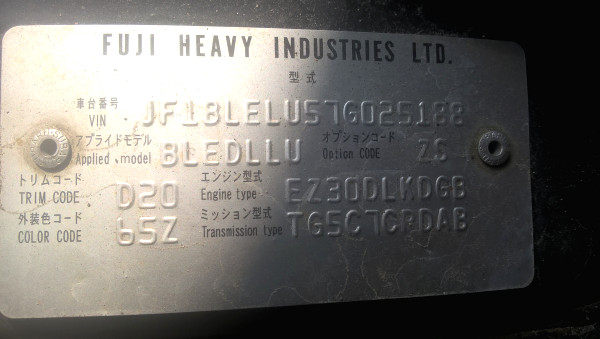 FUJI HEAVY INDUSTRIES LTD.
型式
車台番号 VIN. JF1BLELU57G025188
アプライドモデル Applied model BLEDLLU オプションコード Option CODE ZS
トリムコード TRIM CODE D20 エンジン型式 Engine type EZ30DLKDGB
外装色コード COLOR CODE 65Z ミッション型式 Transmission type TG5C7CRDAB